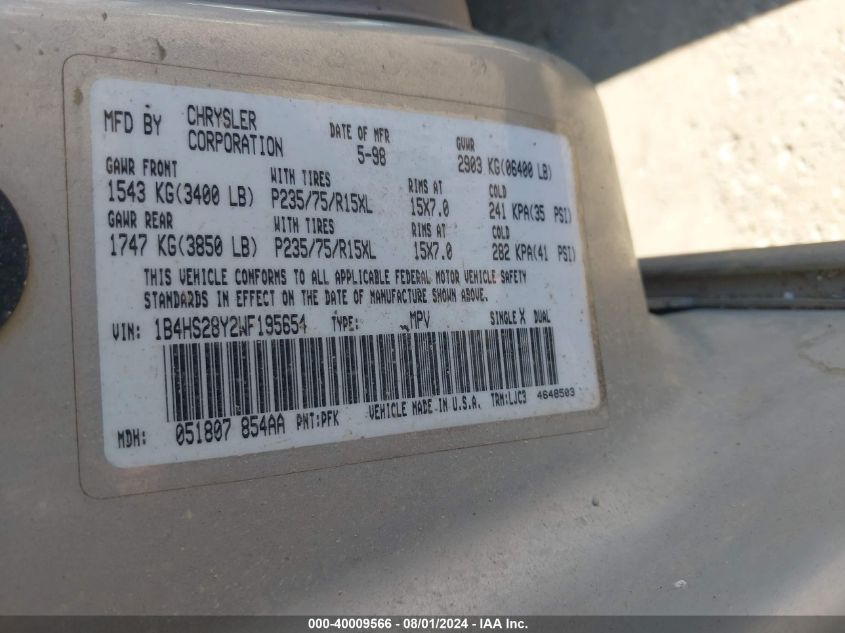 MFD BY CHRYSLER CORPORATION DATE OF MFR 5-98 GVWR 2903 KG(06400 LB)
GAWR FRONT WITH TIRES RIMS AT COLD
1543 KG(3400 LB) P235/75/R15XL 15X7.0 241 KPA(35 PSI)
GAWR REAR WITH TIRES RIMS AT COLD
1747 KG(3850 LB) P235/75/R15XL 15X7.0 282 KPA(41 PSI)
THIS VEHICLE CONFORMS TO ALL APPLICABLE FEDERAL MOTOR VEHICLE SAFETY
STANDARDS IN EFFECT ON THE DATE OF MANUFACTURE SHOWN ABOVE.
VIN: 1B4HS28Y2WF195654 TYPE: MPV SINGLE X DUAL
MDH: 051807 854AA PNT:PFK VEHICLE MADE IN U.S.A. TRM:LJC3 4648503
000-40009566 - 08/01/2024 - IAA Inc.